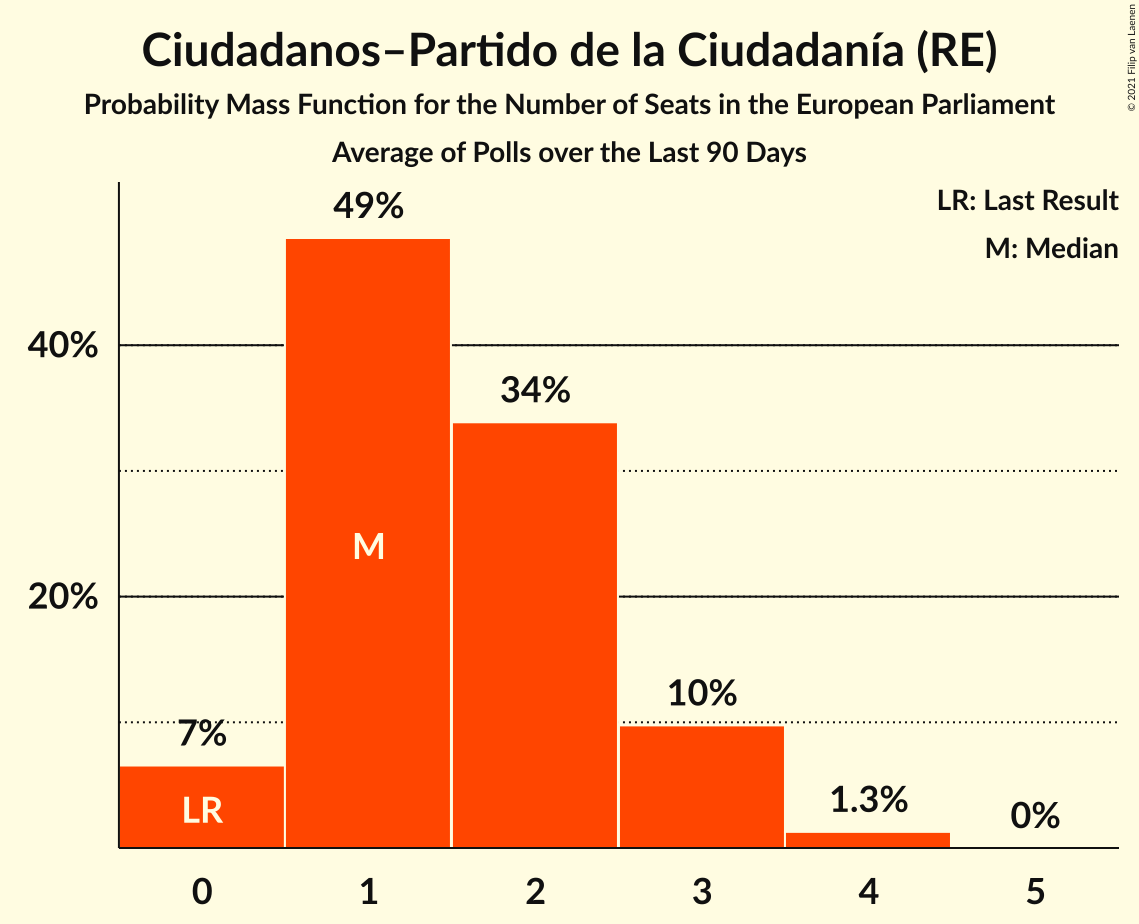 Ciudadanos–Partido de la Ciudadanía (RE)
Probability Mass Function for the Number of Seats in the European Parliament
Average of Polls over the Last 90 Days
© 2021 Filip van Laenen
LR: Last Result
M: Median
49%
40%
34%
M
20%
10%
7%
LR
1.3%
0%
0 1 2 3 4 5